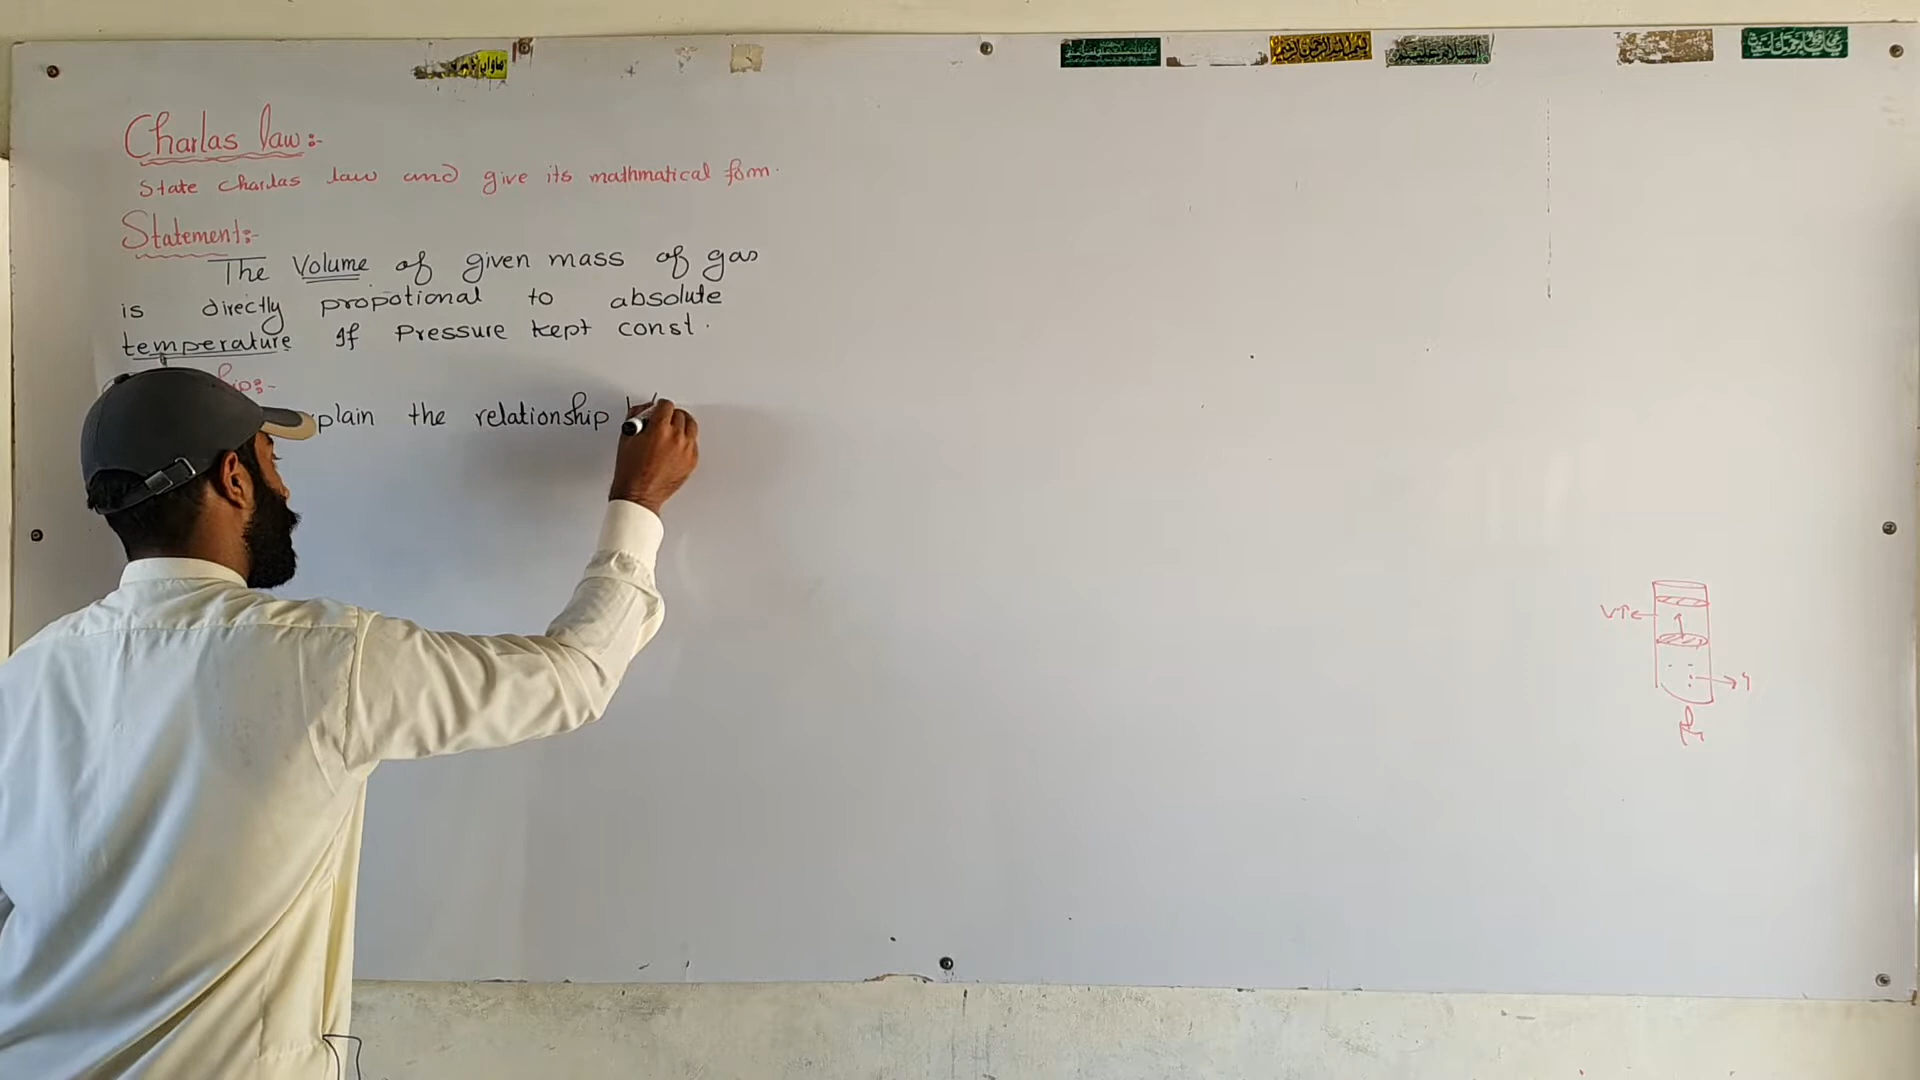 Charlas law:-
State charlas law and give its mathmatical form.
Statement:-
The Volume of given mass of gas
is directly propotional to absolute
temperature If Pressure kept const.
hip:-
plain the relationship